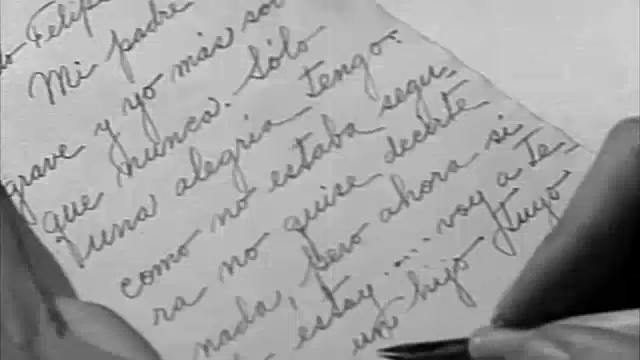 Felipe
Mi padre
grave y yo más so
que nunca. Sólo
una alegría tengo:
como no estaba segu-
ra no quise decirte
nada, pero ahora si
estoy.... voy a te-
un hijo tuyo